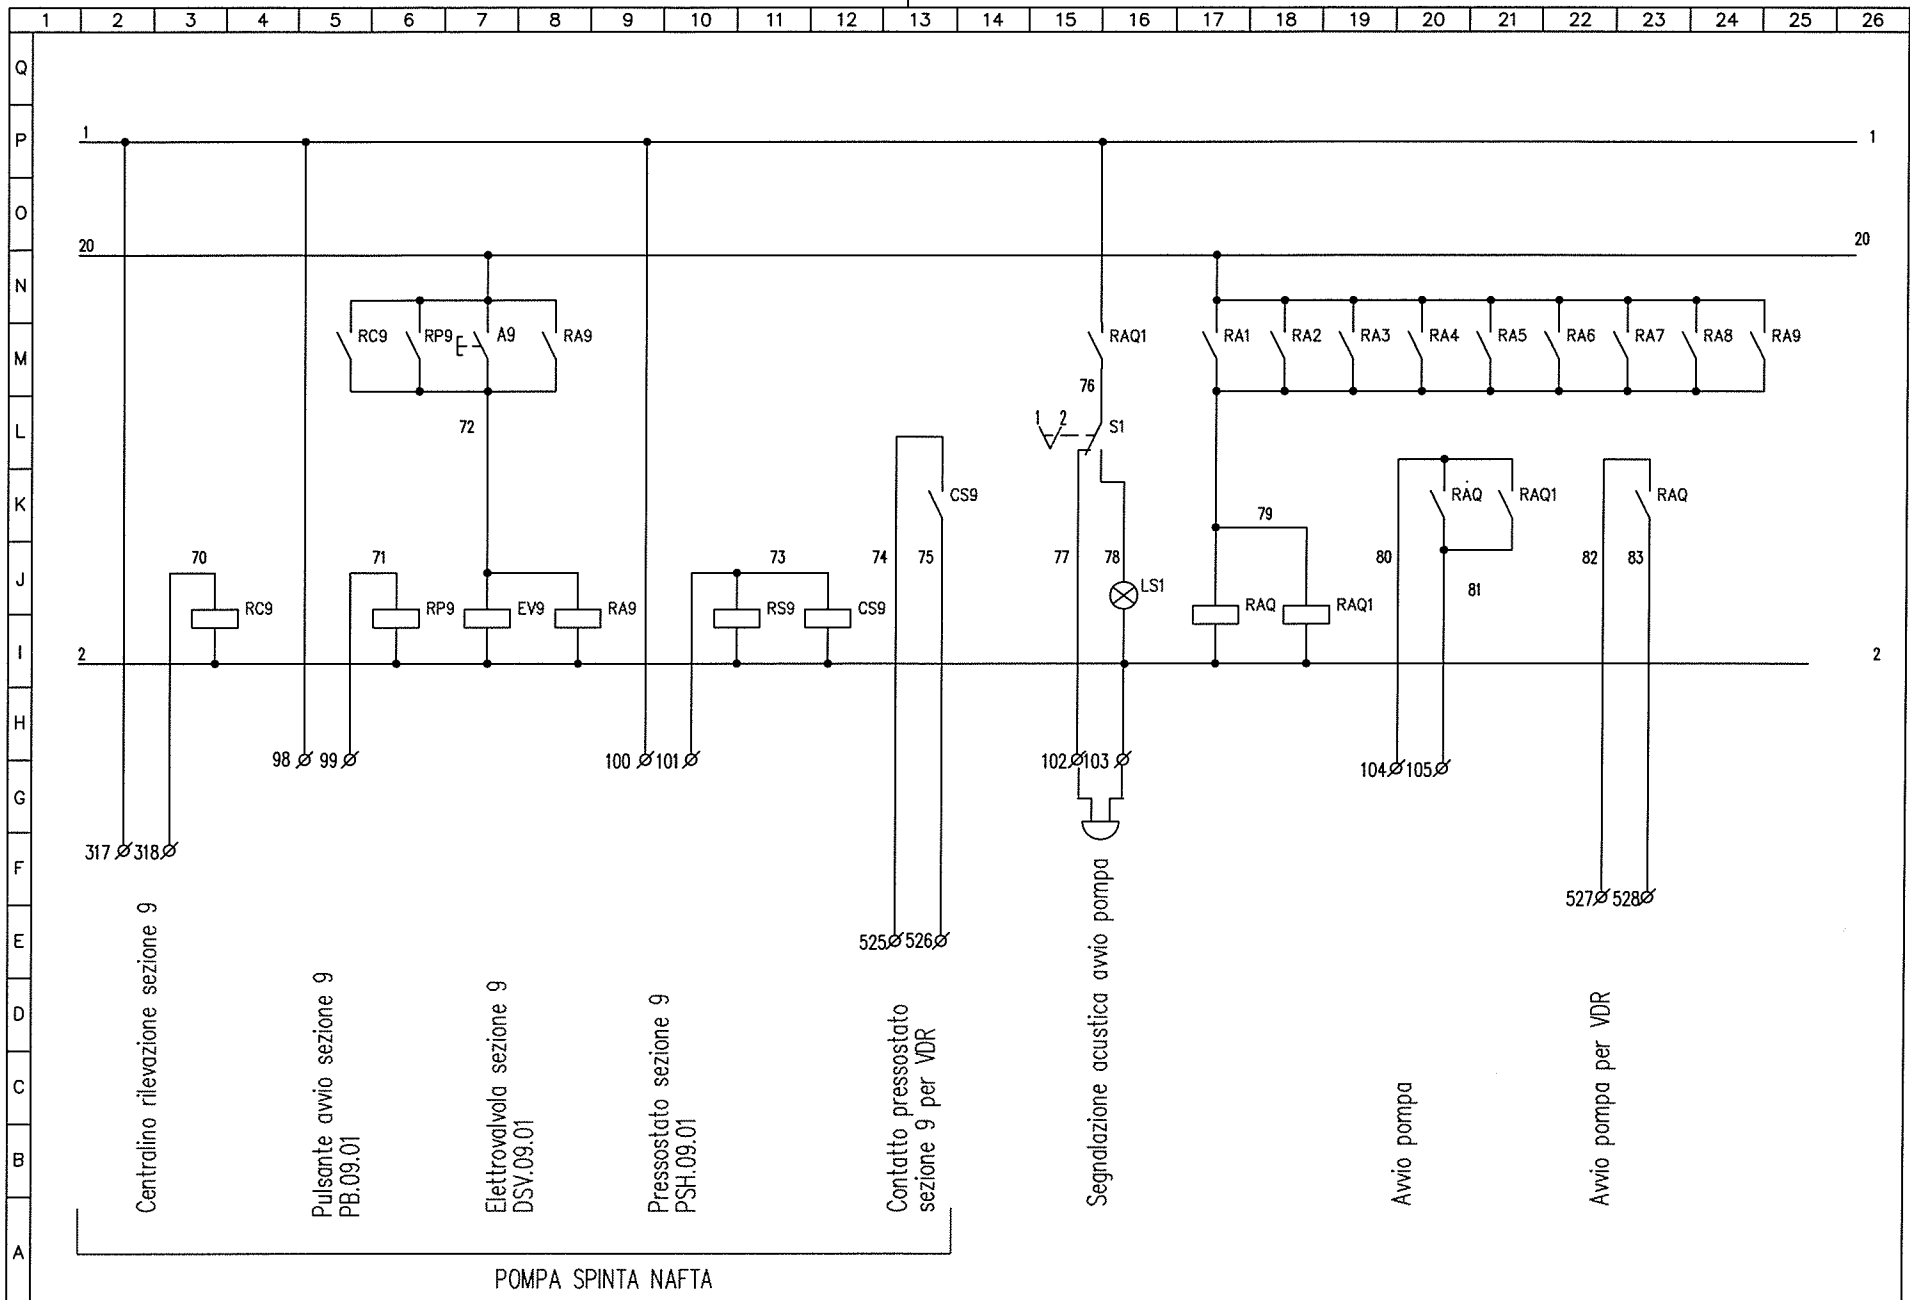 1 2 3 4 5 6 7 8 9 10 11 12 13 14 15 16 17 18 19 20 21 22 23 24 25 26
Q
P
O
N
M
L
K
J
I
H
G
F
E
D
C
B
A
1 1
20 20
RC9 RP9 A9 RA9 RAQ1 RA1 RA2 RA3 RA4 RA5 RA6 RA7 RA8 RA9
76
72 1 2 S1
CS9 RAQ RAQ1 RAQ
79
70 71 73 74 75 77 78 80 81 82 83
RC9 RP9 EV9 RA9 RS9 CS9 LS1 RAQ RAQ1
2 2
98 99 100 101 102 103 104 105
317 318
527 528
525 526
Centralino rilevazione sezione 9
Pulsante avvio sezione 9
PB.09.01
Elettrovalvola sezione 9
DSV.09.01
Pressostato sezione 9
PSH.09.01
Contatto pressostato
sezione 9 per VDR
Segnalazione acustica avvio pompa
Avvio pompa
Avvio pompa per VDR
POMPA SPINTA NAFTA